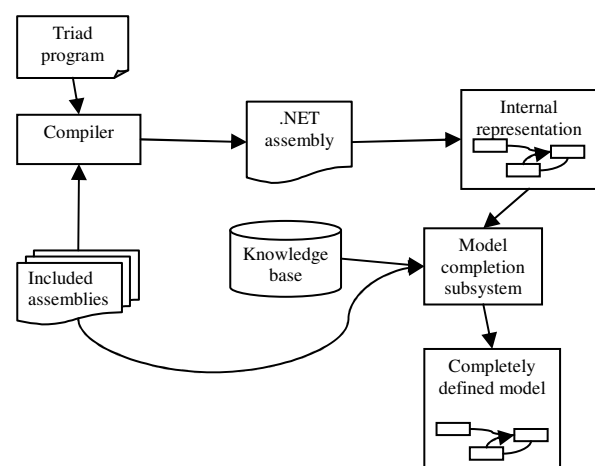 Triad
program
Compiler
.NET
assembly
Internal
representation
Included
assemblies
Knowledge
base
Model
completion
subsystem
Completely
defined model